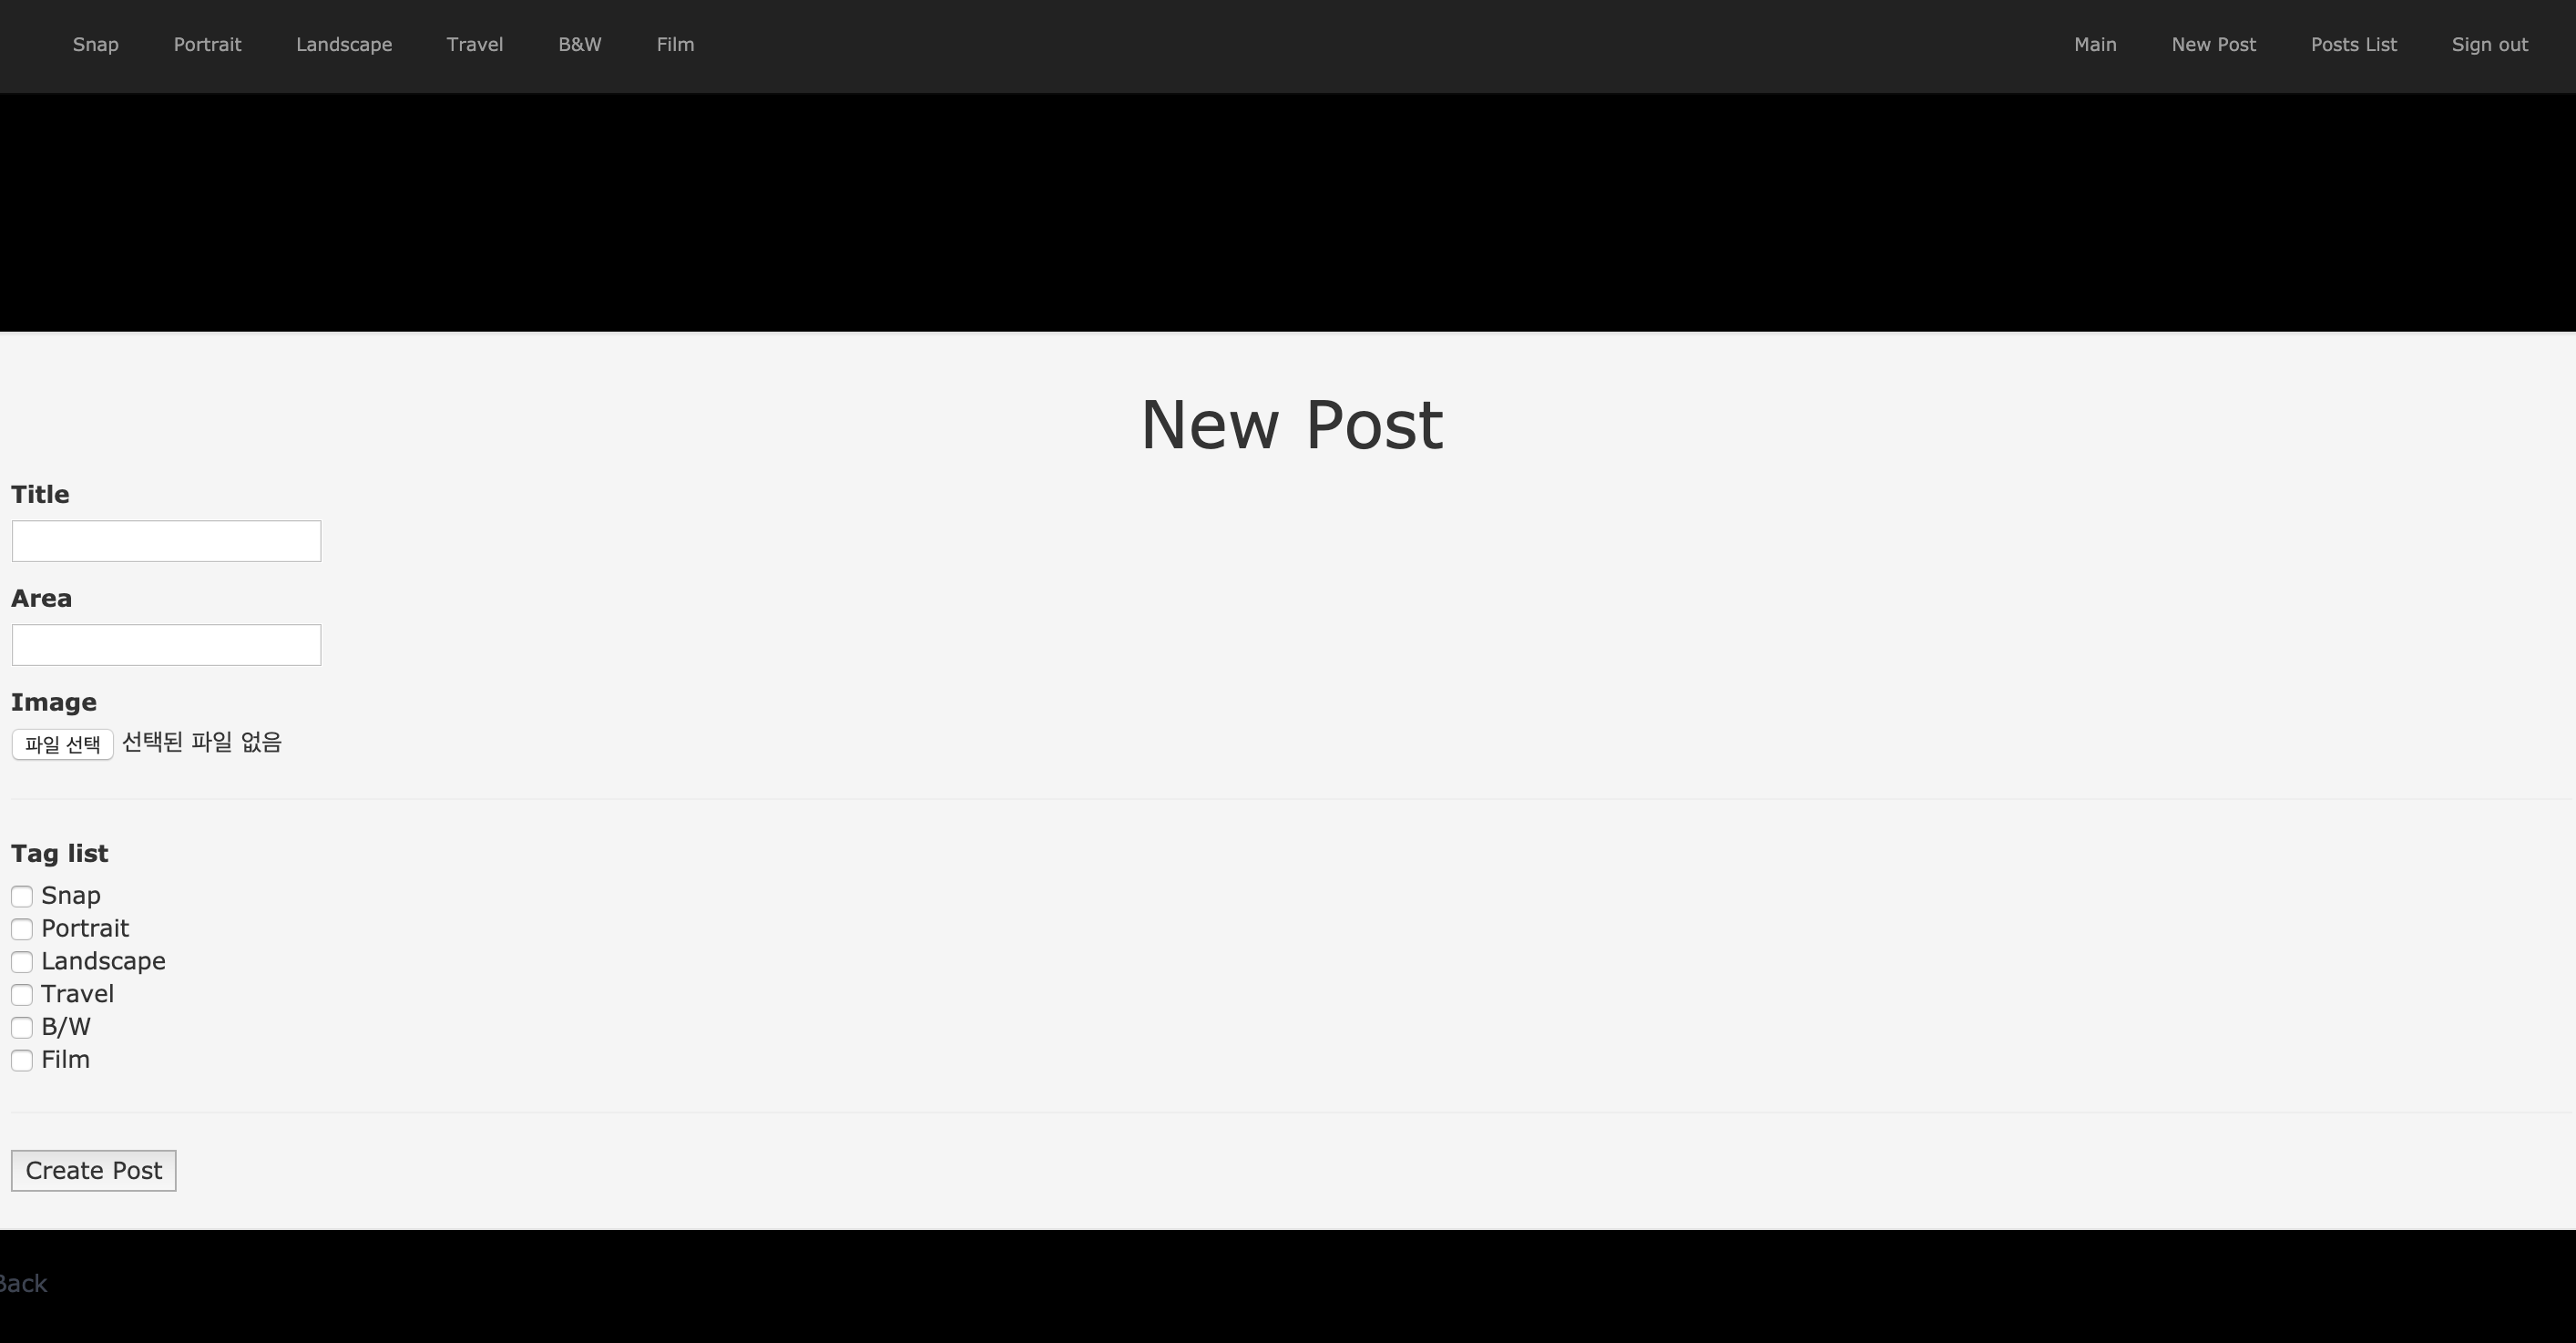 Snap Portrait Landscape Travel B&W Film Main New Post Posts List Sign out
New Post
Title
Area
Image
파일 선택 선택된 파일 없음
Tag list
Snap
Portrait
Landscape
Travel
B/W
Film
Create Post
Back